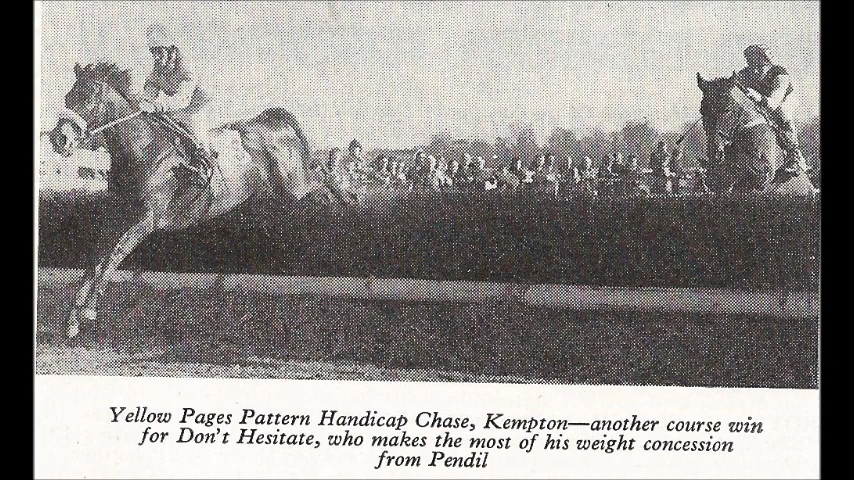 Yellow Pages Pattern Handicap Chase, Kempton—another course win
for Don't Hesitate, who makes the most of his weight concession
from Pendil